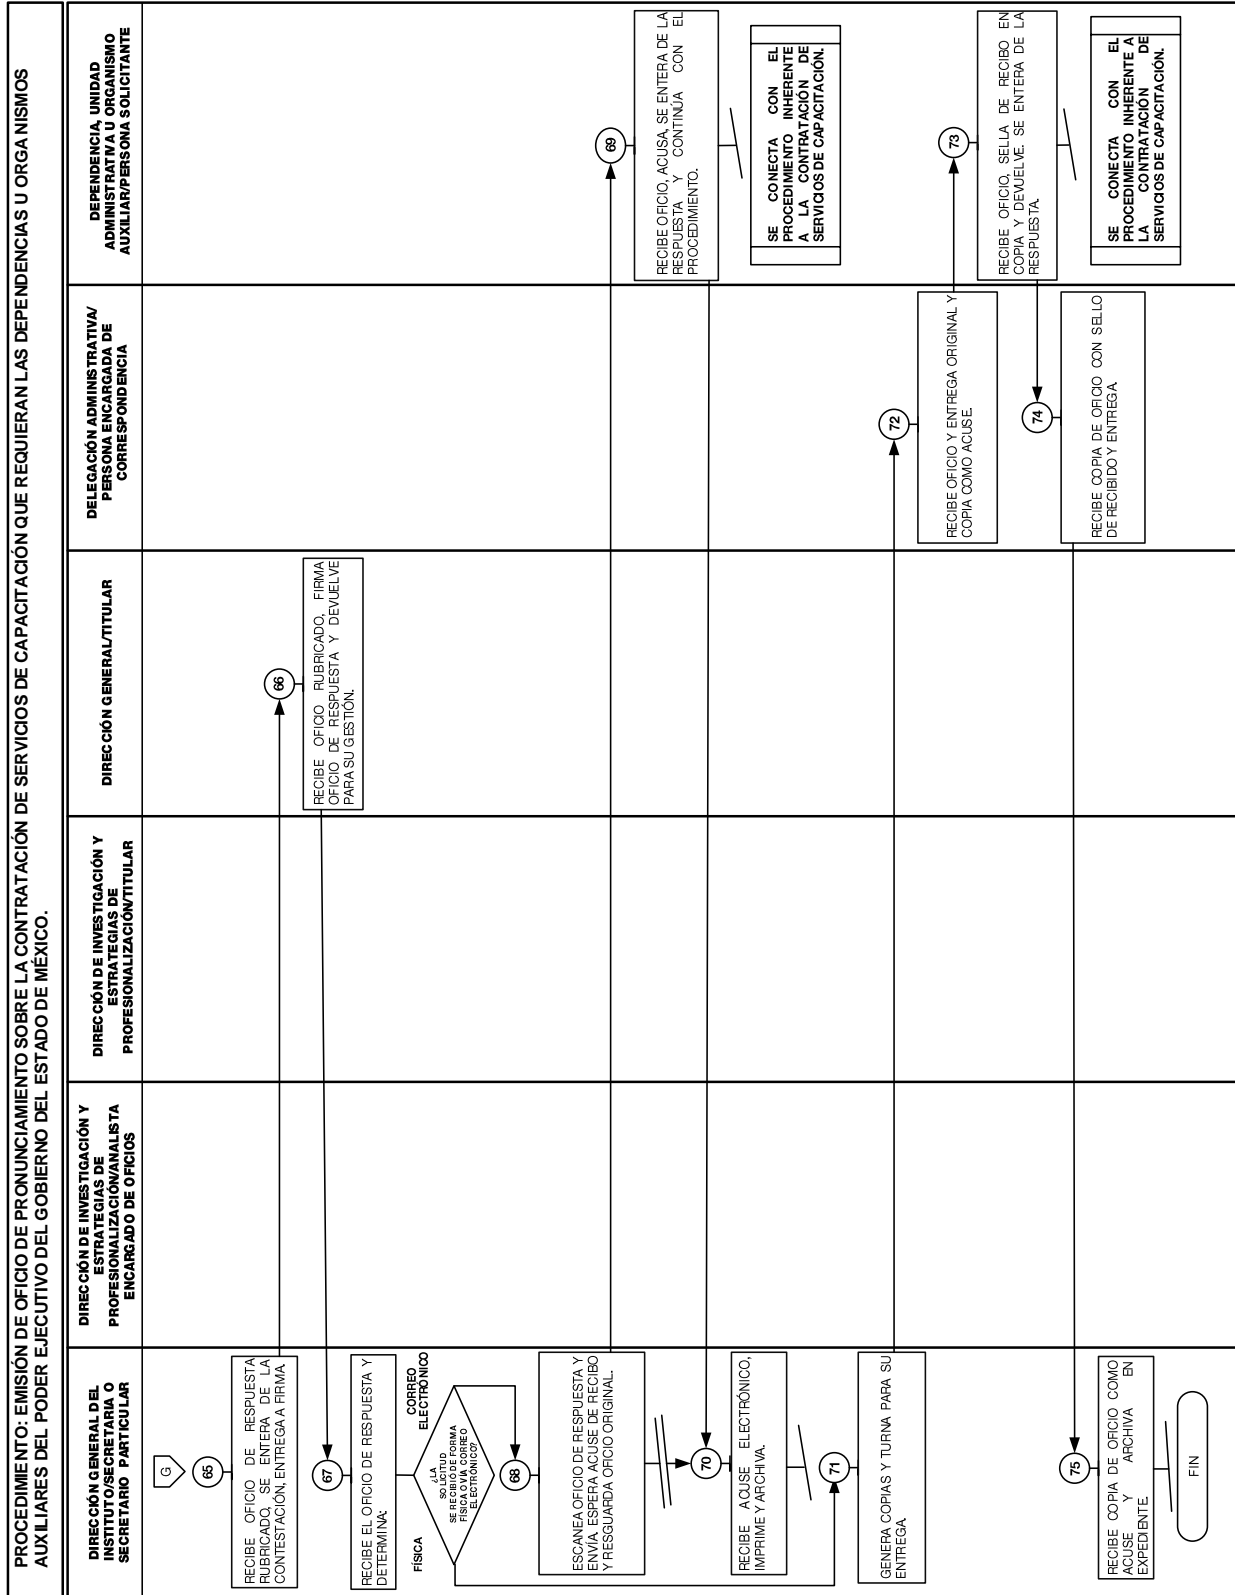 PROCEDIMIENTO: EMISIÓN DE OFICIO DE PRONUNCIAMIENTO SOBRE LA CONTRATACIÓN DE SERVICIOS DE CAPACITACIÓN QUE REQUIERAN LAS DEPENDENCIAS U ORGANISMOS
AUXILIARES DEL PODER EJECUTIVO DEL GOBIERNO DEL ESTADO DE MÉXICO.
DIRECCIÓN GENERAL DEL
INSTITUTO/SECRETARIA O
SECRETARIO PARTICULAR
DIRECCIÓN DE INVESTIGACIÓN Y
ESTRATEGIAS DE
PROFESIONALIZACIÓN/ANALISTA
ENCARGADO DE OFICIOS
DIRECCIÓN DE INVESTIGACIÓN Y
ESTRATEGIAS DE
PROFESIONALIZACIÓN/TITULAR
DIRECCIÓN GENERAL/TITULAR
DELEGACIÓN ADMINISTRATIVA/
PERSONA ENCARGADA DE
CORRESPONDENCIA
DEPENDENCIA, UNIDAD
ADMINISTRATIVA U ORGANISMO
AUXILIAR/PERSONA SOLICITANTE
G
65
RECIBE OFICIO DE RESPUESTA
RUBRICADO, SE ENTERA DE LA
CONTESTACIÓN, ENTREGA A FIRMA.
66
RECIBE OFICIO RUBRICADO, FIRMA
OFICIO DE RESPUESTA Y DEVUELVE
PARA SU GESTIÓN.
67
RECIBE EL OFICIO DE RESPUESTA Y
DETERMINA:
FÍSICA
¿LA
SOLICITUD
SE RECIBIÓ DE FORMA
FÍSICA O VÍA CORREO
ELECTRÓNICO?
CORREO
ELECTRÓNICO
68
ESCANEA OFICIO DE RESPUESTA Y
ENVÍA. ESPERA ACUSE DE RECIBO
Y RESGUARDA OFICIO ORIGINAL.
69
RECIBE OFICIO, ACUSA, SE ENTERA DE LA
RESPUESTA Y CONTINÚA CON EL
PROCEDIMIENTO.
SE CONECTA CON EL
PROCEDIMIENTO INHERENTE
A LA CONTRATACIÓN DE
SERVICIOS DE CAPACITACIÓN.
70
RECIBE ACUSE ELECTRÓNICO,
IMPRIME Y ARCHIVA.
71
GENERA COPIAS Y TURNA PARA SU
ENTREGA.
72
RECIBE OFICIO Y ENTREGA ORIGINAL Y
COPIA COMO ACUSE.
73
RECIBE OFICIO, SELLA DE RECIBO EN
COPIA Y DEVUELVE. SE ENTERA DE LA
RESPUESTA.
SE CONECTA CON EL
PROCEDIMIENTO INHERENTE A
LA CONTRATACIÓN DE
SERVICIOS DE CAPACITACIÓN.
74
RECIBE COPIA DE OFICIO CON SELLO
DE RECIBIDO Y ENTREGA.
75
RECIBE COPIA DE OFICIO COMO
ACUSE Y ARCHIVA EN
EXPEDIENTE.
FIN